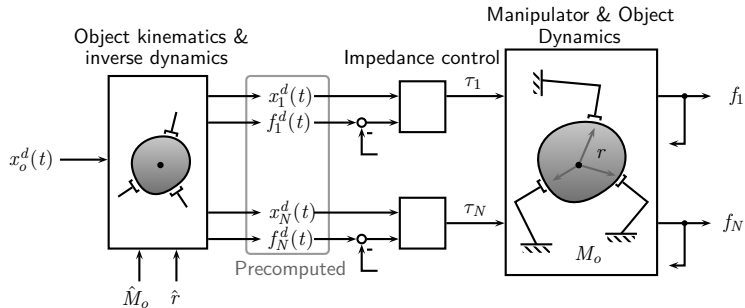 Manipulator & Object
Dynamics
Object kinematics &
inverse dynamics
Impedance control
x_o^d(t)
x_1^d(t)
f_1^d(t)
τ_1
r
f_1
-
x_N^d(t)
f_N^d(t)
τ_N
f_N
-
M_o
Precomputed
M̂_o
r̂